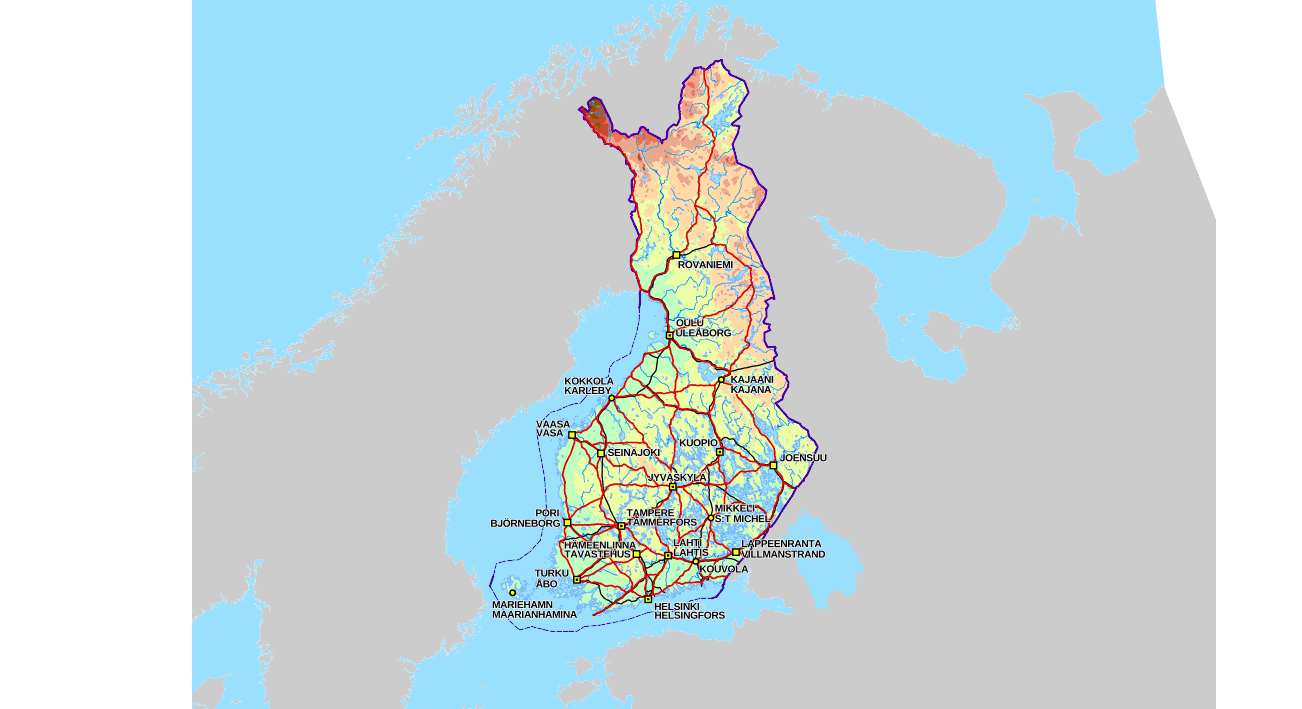 ROVANIEMI
OULU
ULEÅBORG
KAJAANI
KAJANA
KOKKOLA
KARLEBY
VAASA
VASA
SEINÄJOKI
KUOPIO
JOENSUU
JYVÄSKYLÄ
PORI
BJÖRNEBORG
TAMPERE
TAMMERFORS
MIKKELI
S:T MICHEL
HÄMEENLINNA
TAVASTEHUS
LAHTI
LAHTIS
LAPPEENRANTA
VILLMANSTRAND
KOUVOLA
TURKU
ÅBO
MARIEHAMN
MAARIANHAMINA
HELSINKI
HELSINGFORS